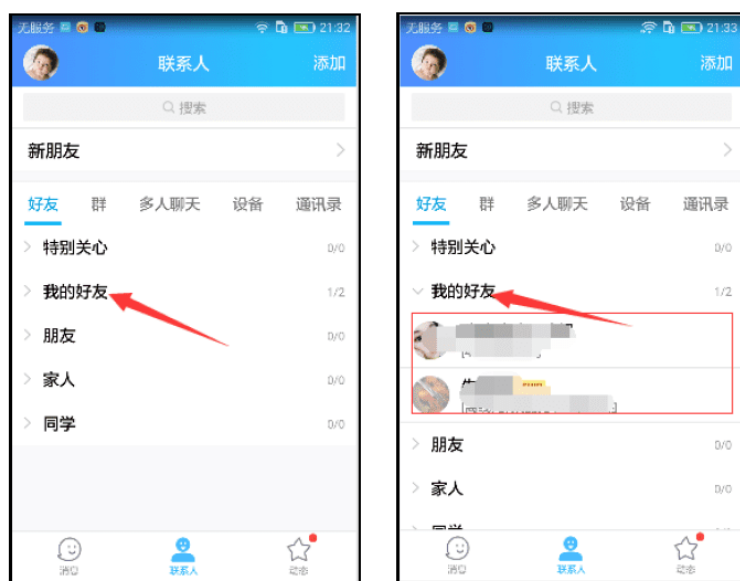 无服务 21:32
联系人 添加
搜索
新朋友
好友 群 多人聊天 设备 通讯录
特别关心 0/0
我的好友 1/2
朋友 0/0
家人 0/0
同学 0/0
消息 联系人 动态
无服务 21:33
联系人 添加
搜索
新朋友
好友 群 多人聊天 设备 通讯录
特别关心 0/0
我的好友 1/2
朋友 0/0
家人 0/0
同学
消息 联系人 动态